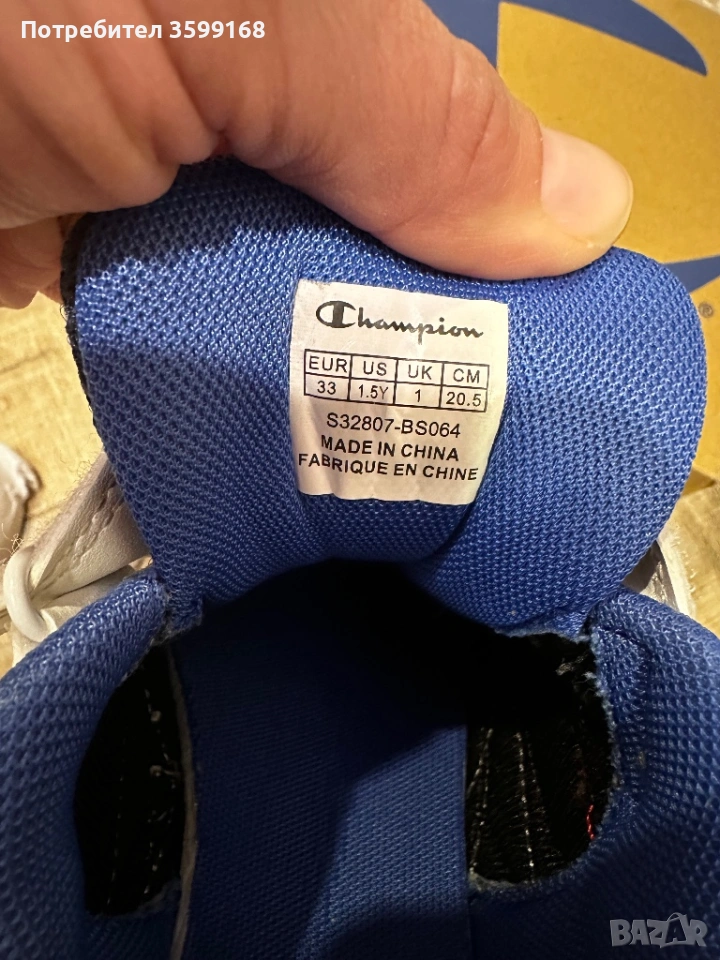 Потребител 3599168
Champion
EUR US UK CM
33 1.5Y 1 20.5
S32807-BS064
MADE IN CHINA
FABRIQUE EN CHINE
®
BAZAR